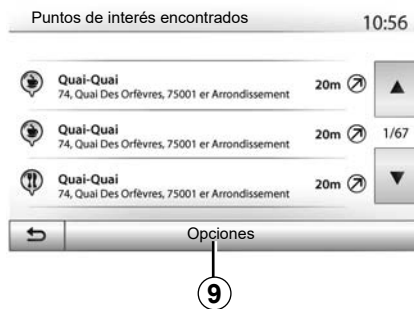 Puntos de interés encontrados 10:56
Quai-Quai
74, Quai Des Orfèvres, 75001 er Arrondissement 20m
1/67
Quai-Quai
74, Quai Des Orfèvres, 75001 er Arrondissement 20m
Quai-Quai
74, Quai Des Orfèvres, 75001 er Arrondissement 20m
Opciones
9